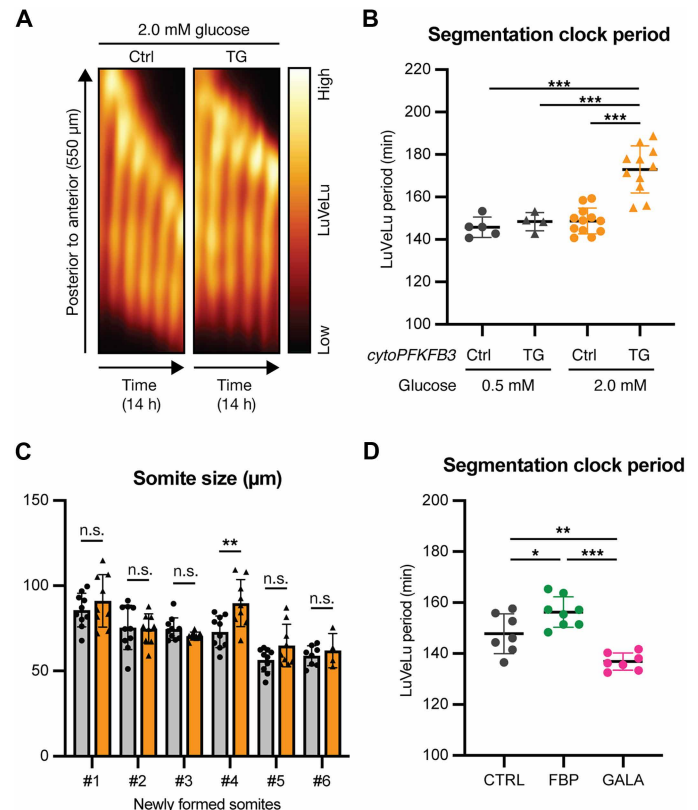 A
2.0 mM glucose
Ctrl
TG
Posterior to anterior (550 µm)
High
LuVeLu
Low
Time
(14 h)
Time
(14 h)
B
Segmentation clock period
LuVeLu period (min)
220
200
180
160
140
120
100
***
***
***
cytoPFKFB3
Ctrl
TG
Ctrl
TG
Glucose
0.5 mM
2.0 mM
C
Somite size (µm)
150
100
50
0
n.s.
n.s.
n.s.
**
n.s.
n.s.
#1
#2
#3
#4
#5
#6
Newly formed somites
D
Segmentation clock period
LuVeLu period (min)
200
180
160
140
120
100
**
*
***
CTRL
FBP
GALA